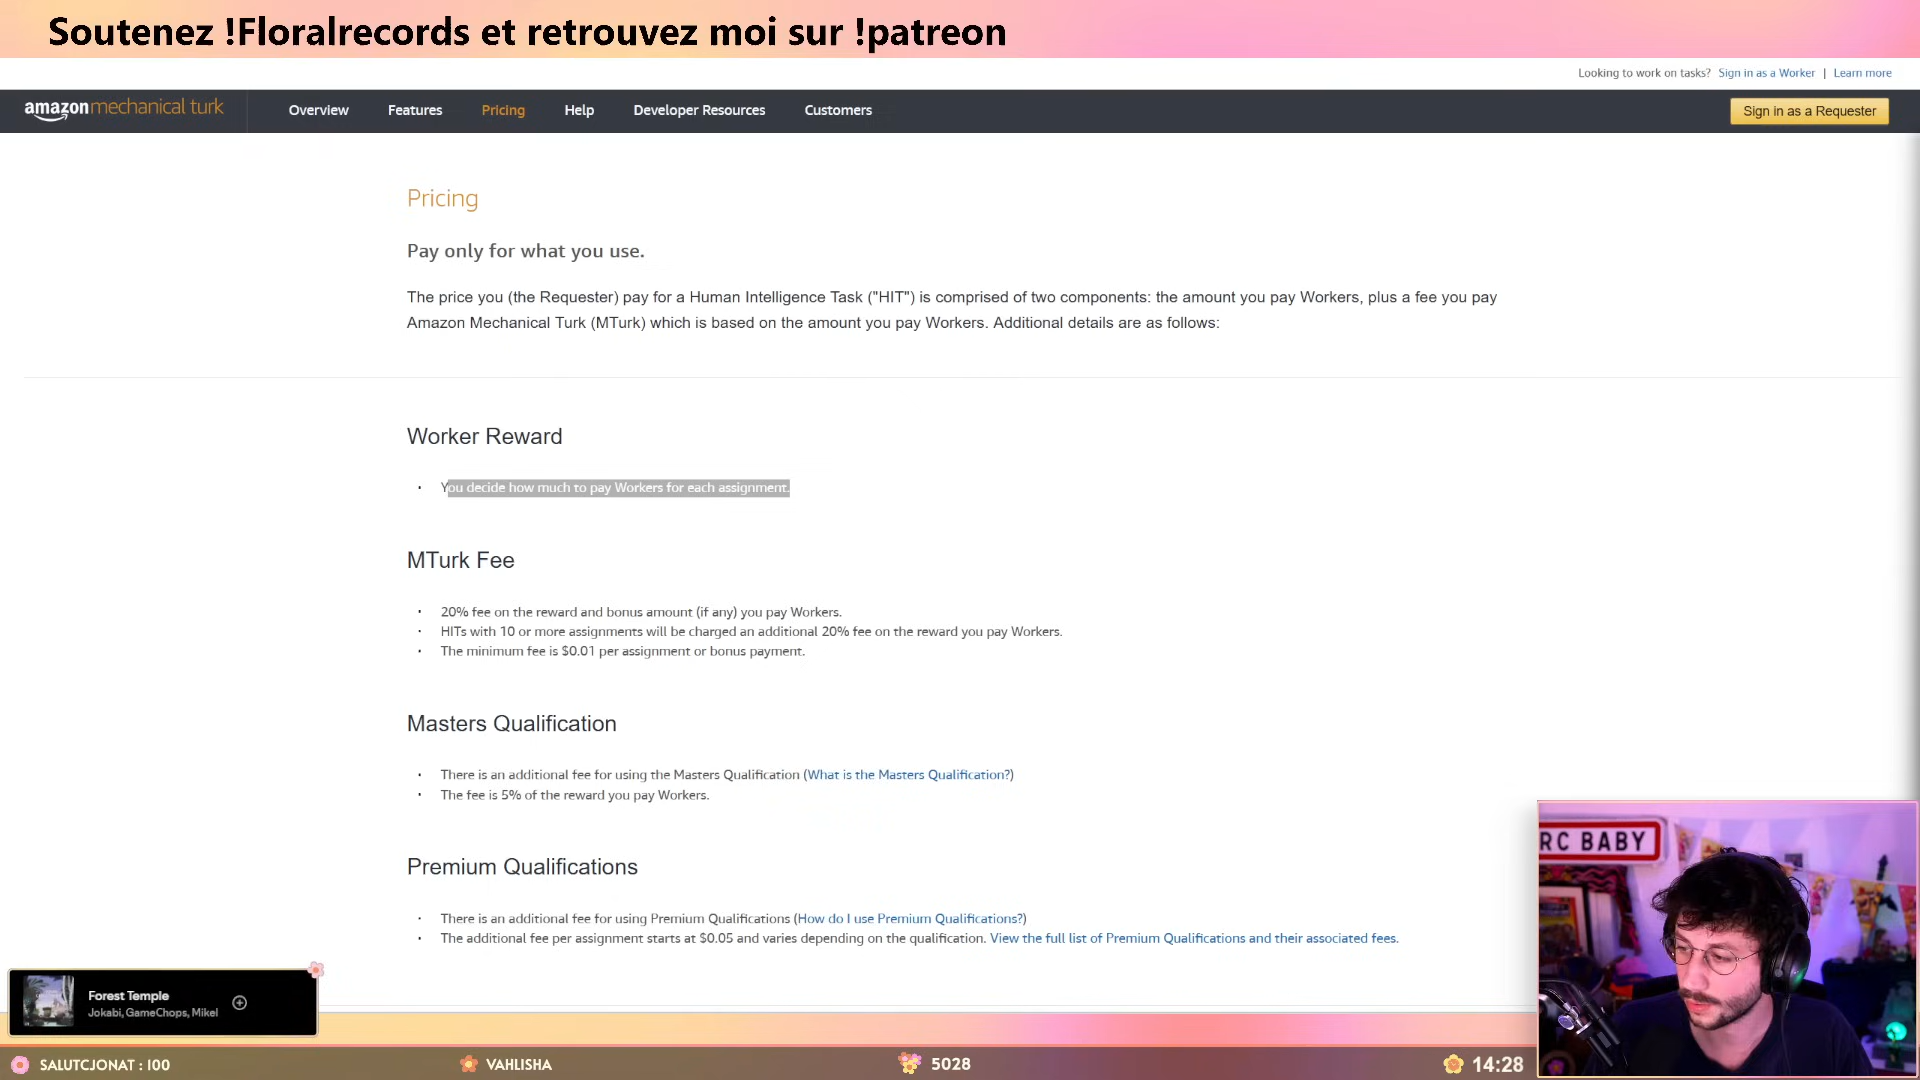 Soutenez !Floralrecords et retrouvez moi sur !patreon
Looking to work on tasks? Sign in as a Worker | Learn more
amazon mechanical turk
Overview Features Pricing Help Developer Resources Customers
Sign in as a Requester
Pricing
Pay only for what you use.
The price you (the Requester) pay for a Human Intelligence Task ("HIT") is comprised of two components: the amount you pay Workers, plus a fee you pay
Amazon Mechanical Turk (MTurk) which is based on the amount you pay Workers. Additional details are as follows:
Worker Reward
• You decide how much to pay Workers for each assignment.
MTurk Fee
• 20% fee on the reward and bonus amount (if any) you pay Workers.
• HITs with 10 or more assignments will be charged an additional 20% fee on the reward you pay Workers.
• The minimum fee is $0.01 per assignment or bonus payment.
Masters Qualification
• There is an additional fee for using the Masters Qualification (What is the Masters Qualification?)
• The fee is 5% of the reward you pay Workers.
Premium Qualifications
• There is an additional fee for using Premium Qualifications (How do I use Premium Qualifications?)
• The additional fee per assignment starts at $0.05 and varies depending on the qualification. View the full list of Premium Qualifications and their associated fees.
RC BABY
Forest Temple
Jokabi, GameChops, Mikel
SALUTCJONAT : 100
VAHLISHA
5028
14:28